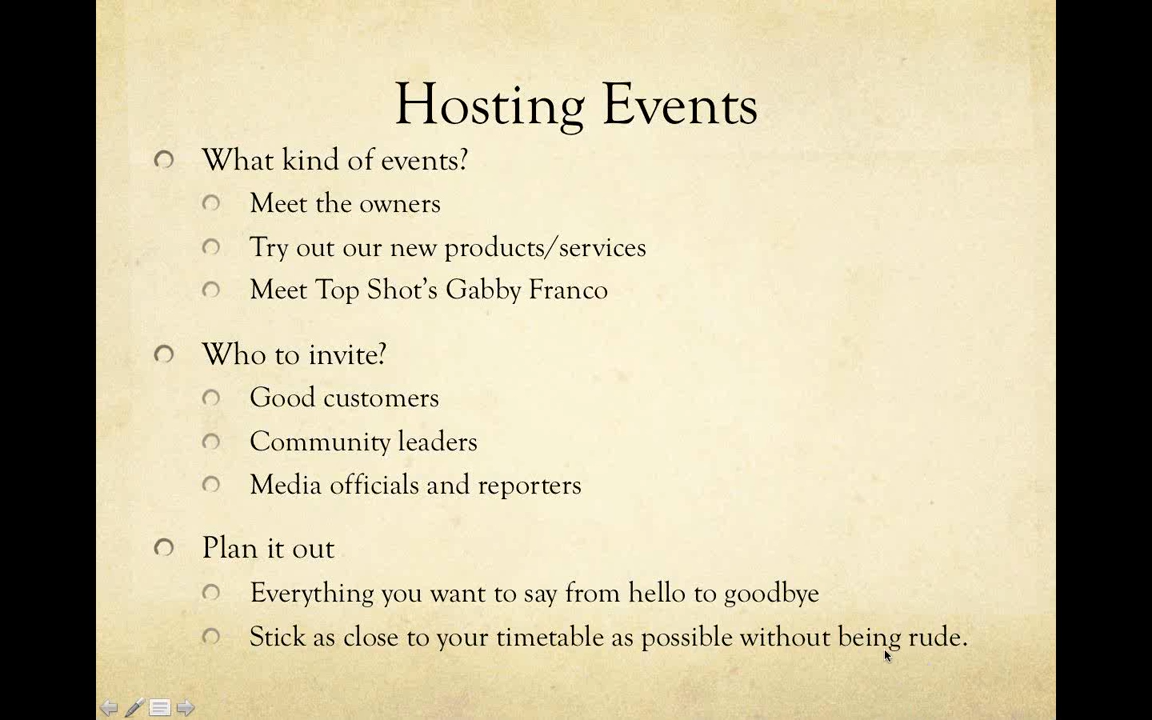 Hosting Events
What kind of events?
Meet the owners
Try out our new products/services
Meet Top Shot’s Gabby Franco
Who to invite?
Good customers
Community leaders
Media officials and reporters
Plan it out
Everything you want to say from hello to goodbye
Stick as close to your timetable as possible without being rude.